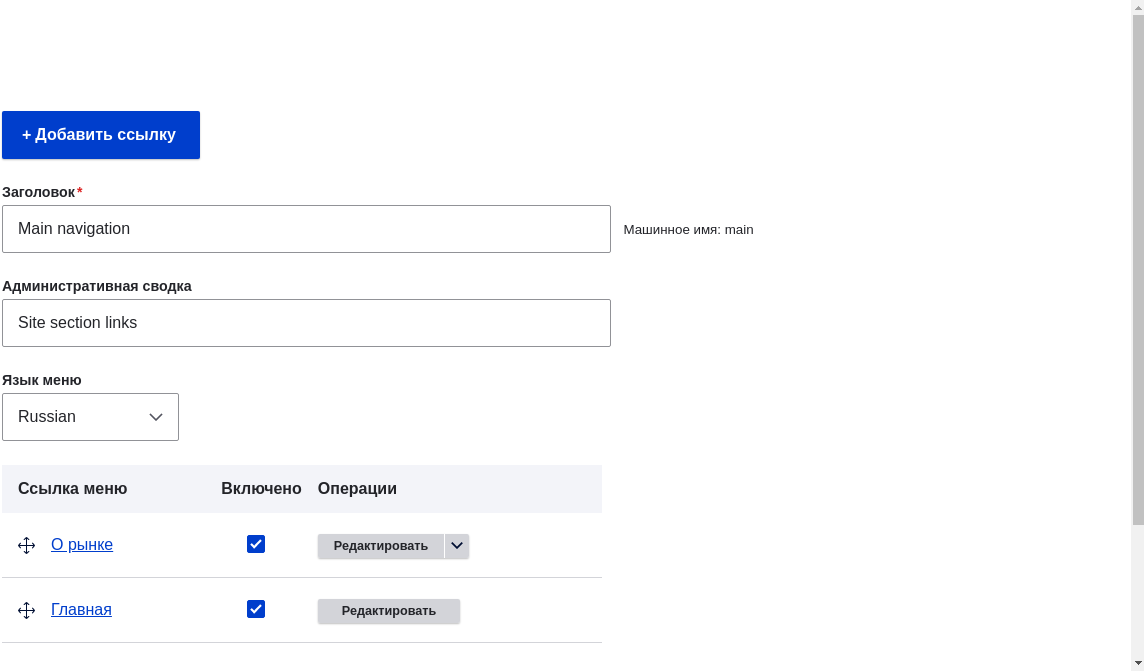 + Добавить ссылку
Заголовок*
Main navigation
Машинное имя: main
Административная сводка
Site section links
Язык меню
Russian
Ссылка меню Включено Операции
О рынке Редактировать
Главная Редактировать